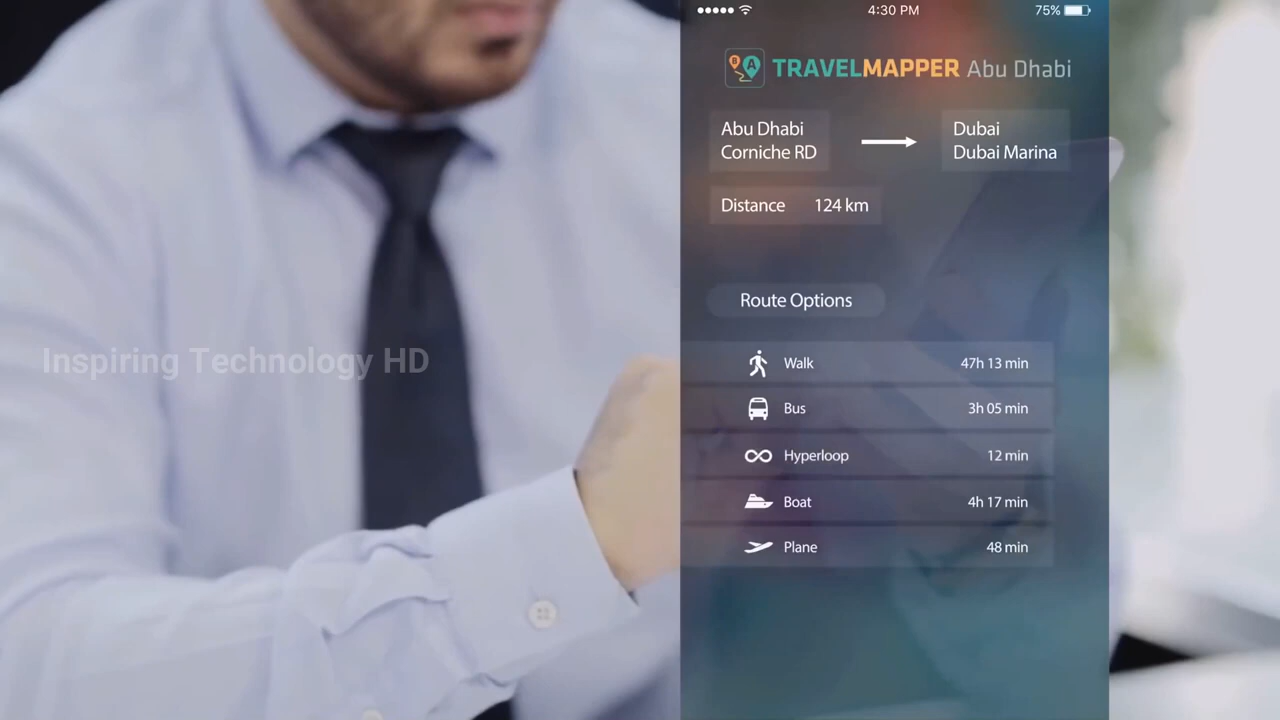 4:30 PM
75%
B A TRAVELMAPPER Abu Dhabi
Abu Dhabi
Corniche RD
Dubai
Dubai Marina
Distance 124 km
Route Options
Walk 47h 13 min
Bus 3h 05 min
Hyperloop 12 min
Boat 4h 17 min
Plane 48 min
Inspiring Technology HD